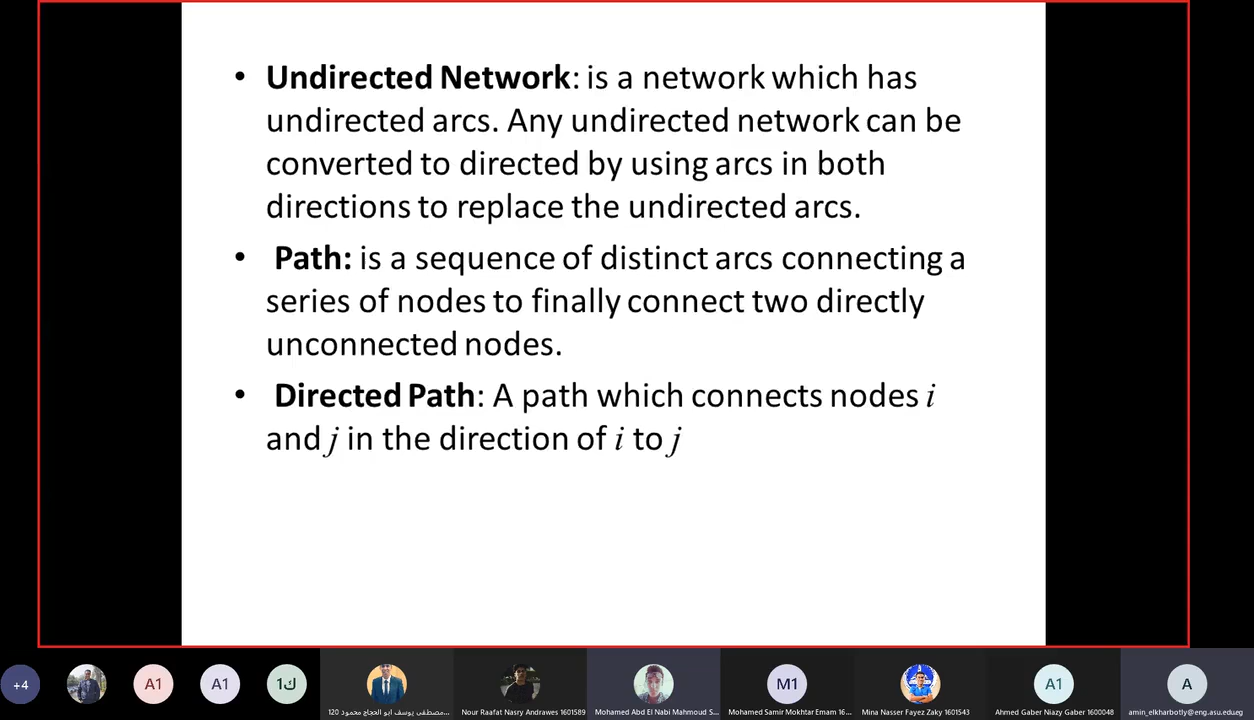 • Undirected Network: is a network which has
undirected arcs. Any undirected network can be
converted to directed by using arcs in both
directions to replace the undirected arcs.
• Path: is a sequence of distinct arcs connecting a
series of nodes to finally connect two directly
unconnected nodes.
• Directed Path: A path which connects nodes i
and j in the direction of i to j
+4
A1
A1
1ك
M1
A1
A
مصطفى يوسف ابو الحجاج محمود 120...
Nour Raafat Nasry Andrawes 1601589
Mohamed Abd El Nabi Mahmoud S...
Mohamed Samir Mokhtar Emam 16...
Mina Nasser Fayez Zaky 1601543
Ahmed Gaber Niazy Gaber 1600048
amin_elkharbotly@eng.asu.edu.eg